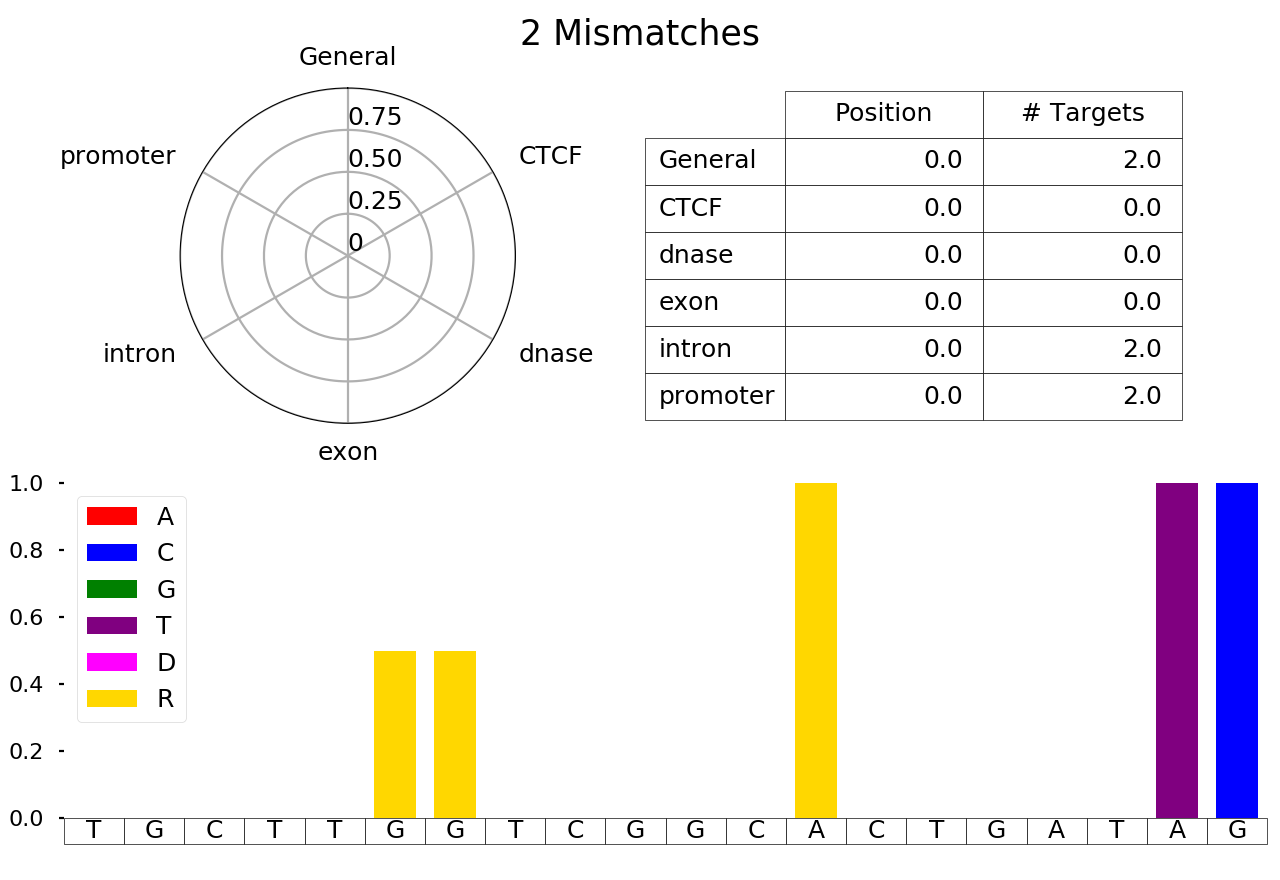 2 Mismatches
General
promoter
CTCF
0.75
0.50
0.25
0
intron
dnase
exon
Position # Targets
General 0.0 2.0
CTCF 0.0 0.0
dnase 0.0 0.0
exon 0.0 0.0
intron 0.0 2.0
promoter 0.0 2.0
1.0
0.8
0.6
0.4
0.2
0.0
A
C
G
T
D
R
T G C T T G G T C G G C A C T G A T A G